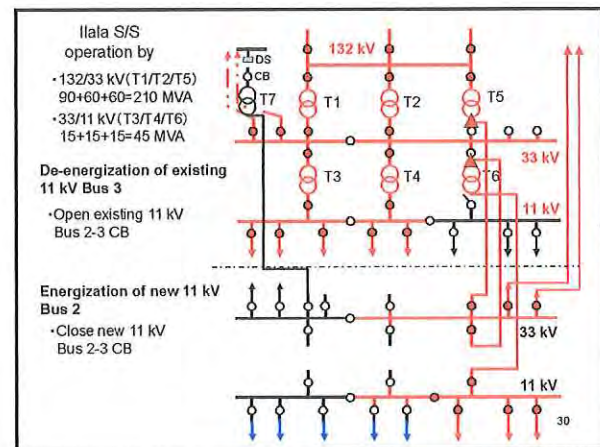 Ilala S/S
operation by
・132/33 kV(T1/T2/T5)
90+60+60=210 MVA
・33/11 kV(T3/T4/T6)
15+15+15=45 MVA
De-energization of existing
11 kV Bus 3
・Open existing 11 kV
Bus 2-3 CB
Energization of new 11 kV
Bus 2
・Close new 11 kV
Bus 2-3 CB
DS
CB
132 kV
T7
T1
T2
T5
33 kV
T3
T4
T6
11 kV
33 kV
11 kV
30